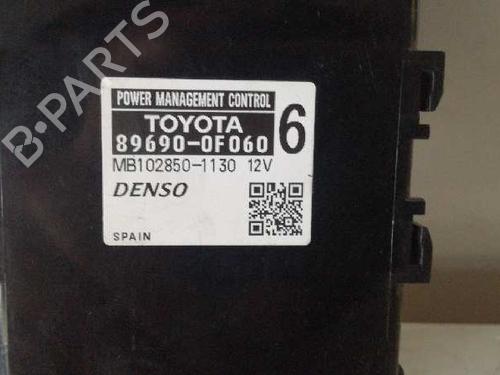 B-PARTS
POWER MANAGEMENT CONTROL
TOYOTA 6
89690-0F060
MB102850-1130 12V
DENSO
SPAIN